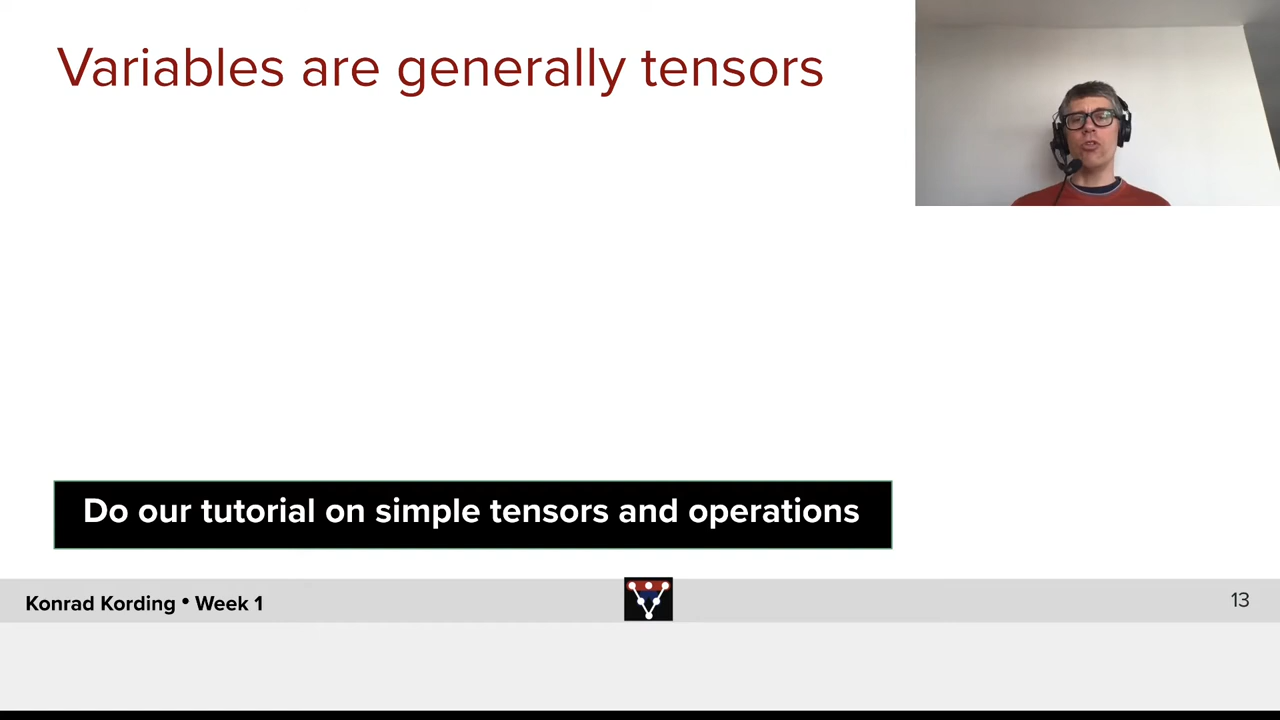 Variables are generally tensors
Do our tutorial on simple tensors and operations
Konrad Kording • Week 1
13